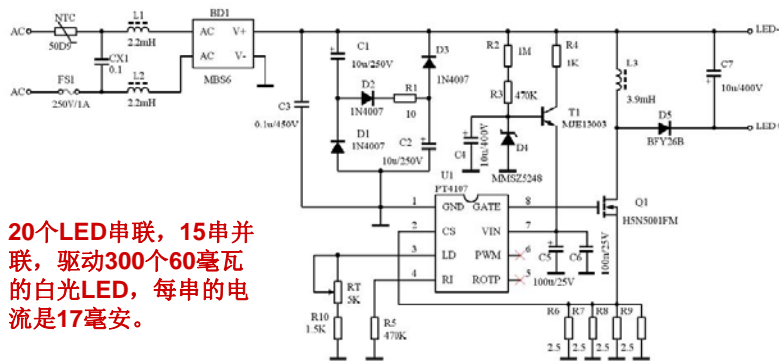 AC
NTC
50D9
L1
2.2mH
BD1
AC V+
AC V-
MBS6
CX1
0.1
AC
FS1
250V/1A
L2
2.2mH
C3
0.1u/450V
C1
10u/250V
D3
1N4007
D2
1N4007
R1
10
D1
1N4007
C2
10u/250V
R2
1M
R3
470K
R4
1K
T1
MJE13003
C4
10u/400V
D4
MMSZ5248
L3
3.9mH
C7
10u/400V
D5
BFY26B
LED-
LED
U1
PT4107
1 GND GATE 8
2 CS VIN 7
3 LD PWM 6
4 RI ROTP 5
Q1
H5N5001FM
C5
100u/25V
C6
100n/25V
RT
5K
R10
1.5K
R5
470K
R6 R7 R8 R9
2.5 2.5 2.5 2.5
20个LED串联，15串并
联，驱动300个60毫瓦
的白光LED，每串的电
流是17毫安。